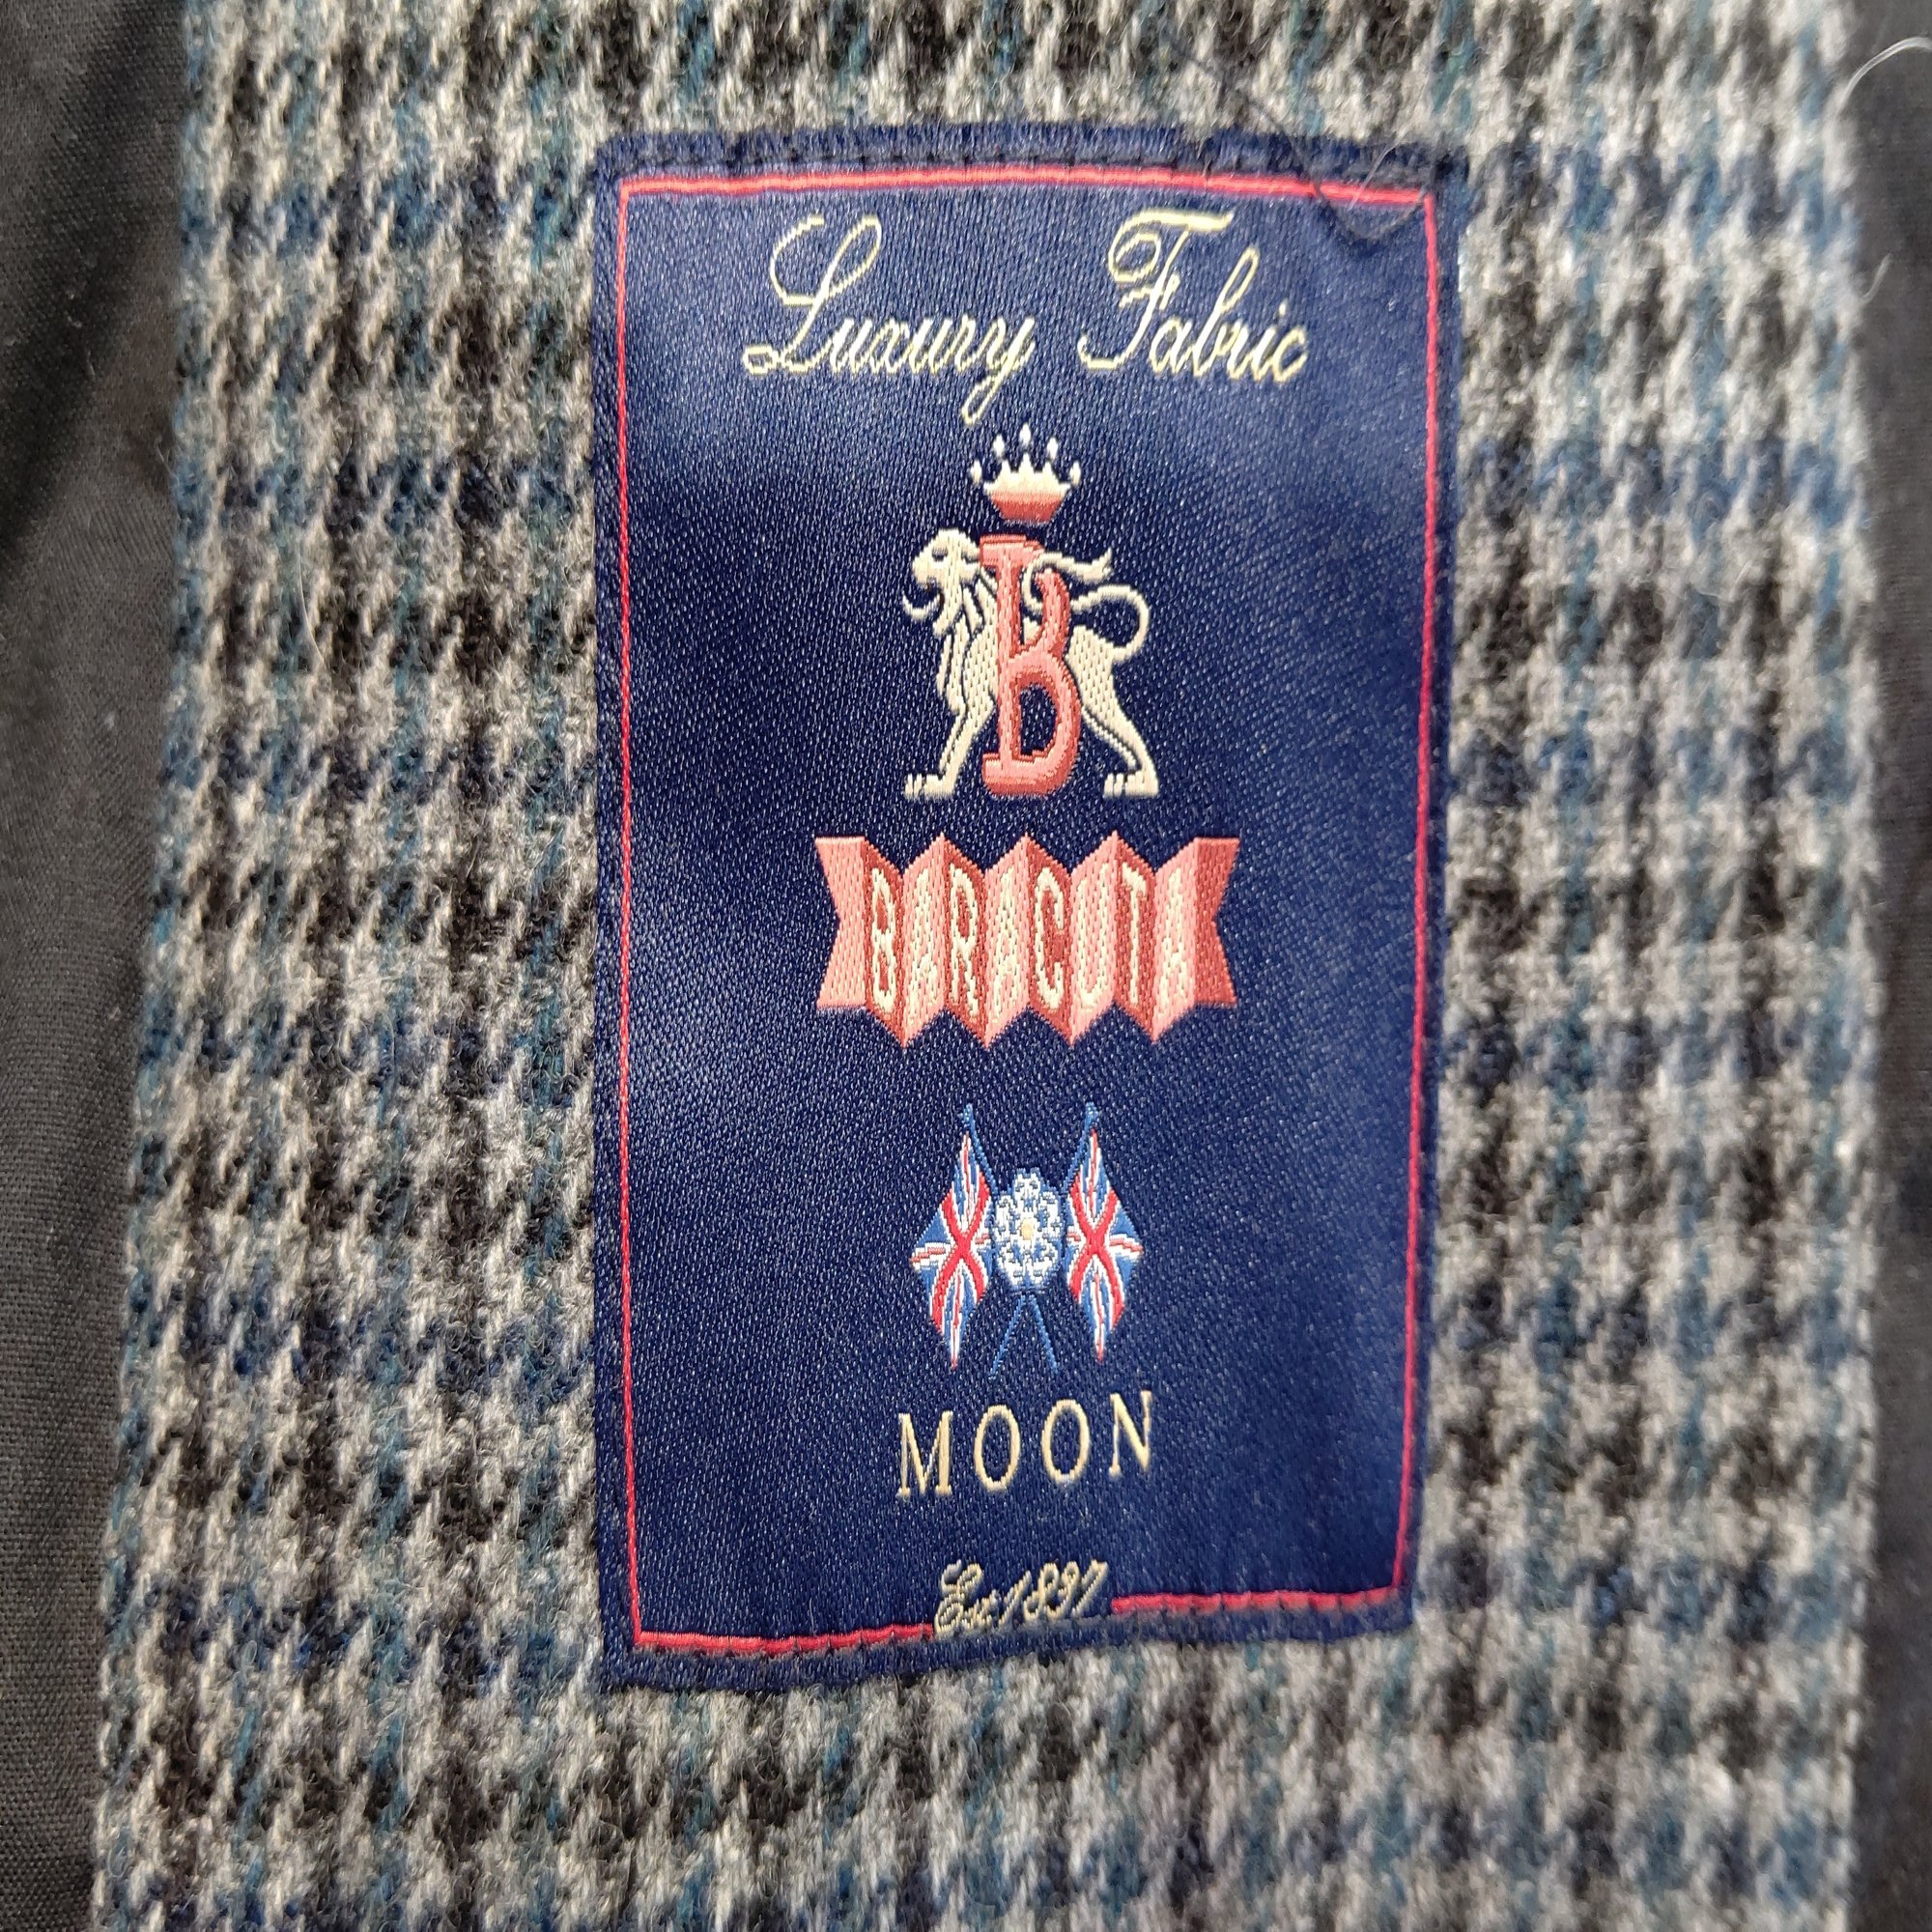 Luxury Fabric
B
BARACUTA
MOON
Est 1837